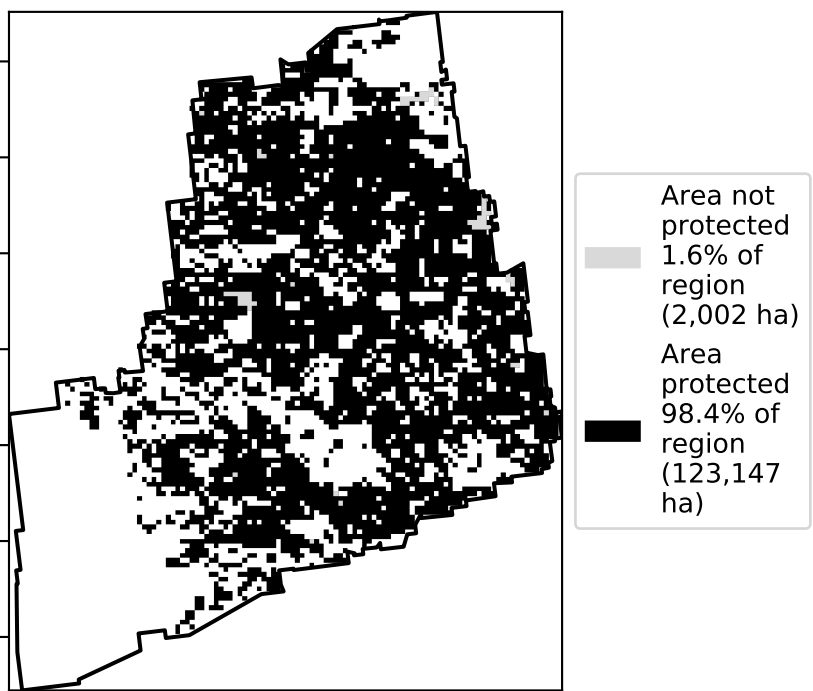 Area not
protected
1.6% of
region
(2,002 ha)
Area
protected
98.4% of
region
(123,147
ha)